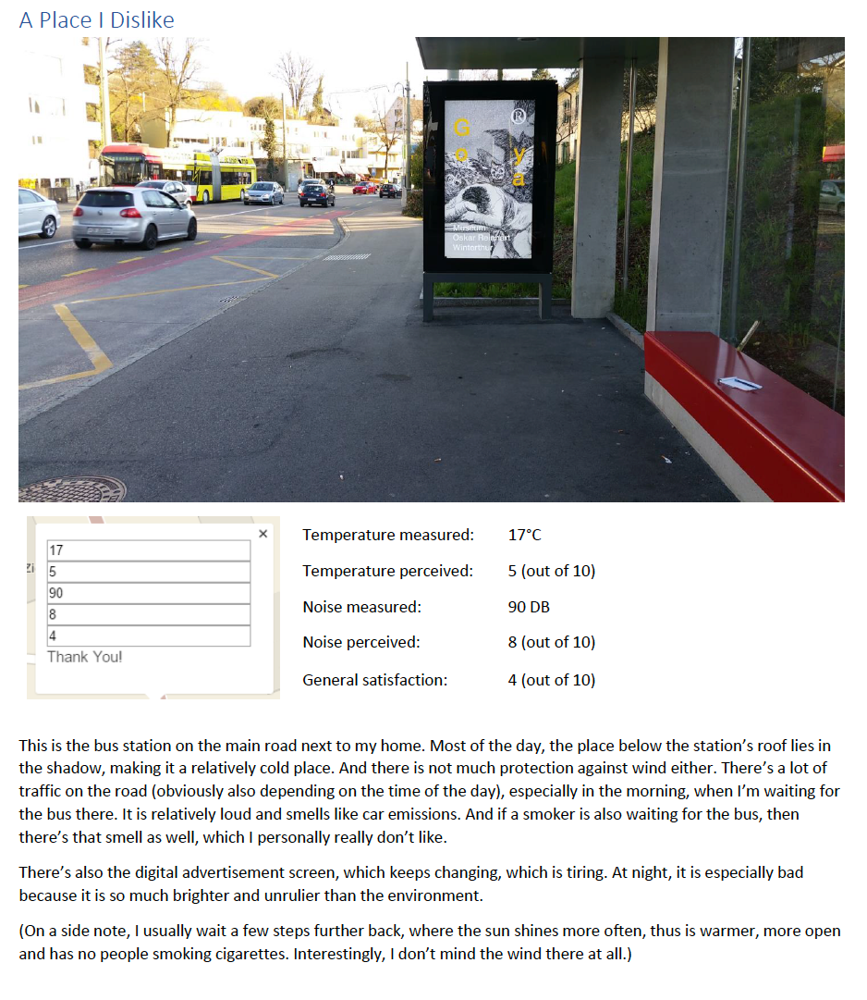 A Place I Dislike
G
o
y
a
®
Museum
Oskar Reinhart
Winterthur
Zi
×
17
5
90
8
4
Thank You!
Temperature measured: 17°C
Temperature perceived: 5 (out of 10)
Noise measured: 90 DB
Noise perceived: 8 (out of 10)
General satisfaction: 4 (out of 10)
This is the bus station on the main road next to my home. Most of the day, the place below the station’s roof lies in
the shadow, making it a relatively cold place. And there is not much protection against wind either. There’s a lot of
traffic on the road (obviously also depending on the time of the day), especially in the morning, when I’m waiting for
the bus there. It is relatively loud and smells like car emissions. And if a smoker is also waiting for the bus, then
there’s that smell as well, which I personally really don’t like.
There’s also the digital advertisement screen, which keeps changing, which is tiring. At night, it is especially bad
because it is so much brighter and unrulier than the environment.
(On a side note, I usually wait a few steps further back, where the sun shines more often, thus is warmer, more open
and has no people smoking cigarettes. Interestingly, I don’t mind the wind there at all.)